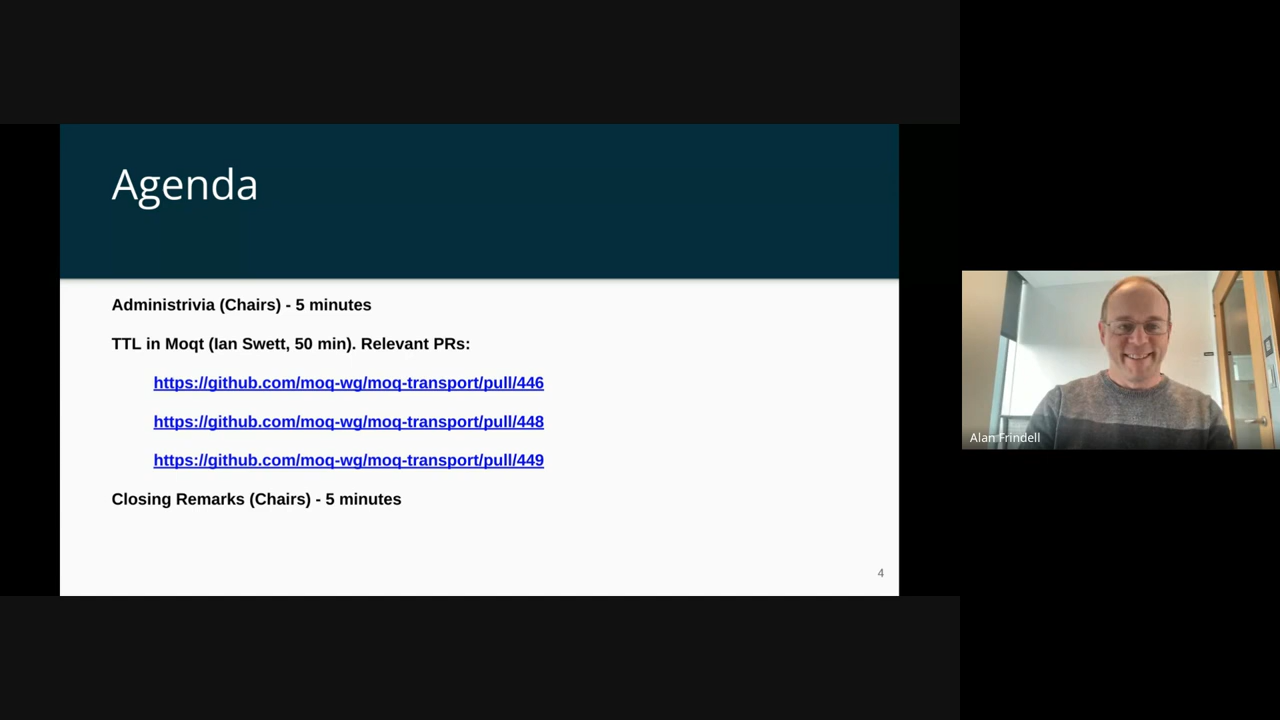 Agenda
Administrivia (Chairs) - 5 minutes
TTL in Moqt (Ian Swett, 50 min). Relevant PRs:
https://github.com/moq-wg/moq-transport/pull/446
https://github.com/moq-wg/moq-transport/pull/448
https://github.com/moq-wg/moq-transport/pull/449
Closing Remarks (Chairs) - 5 minutes
4
Alan Frindell